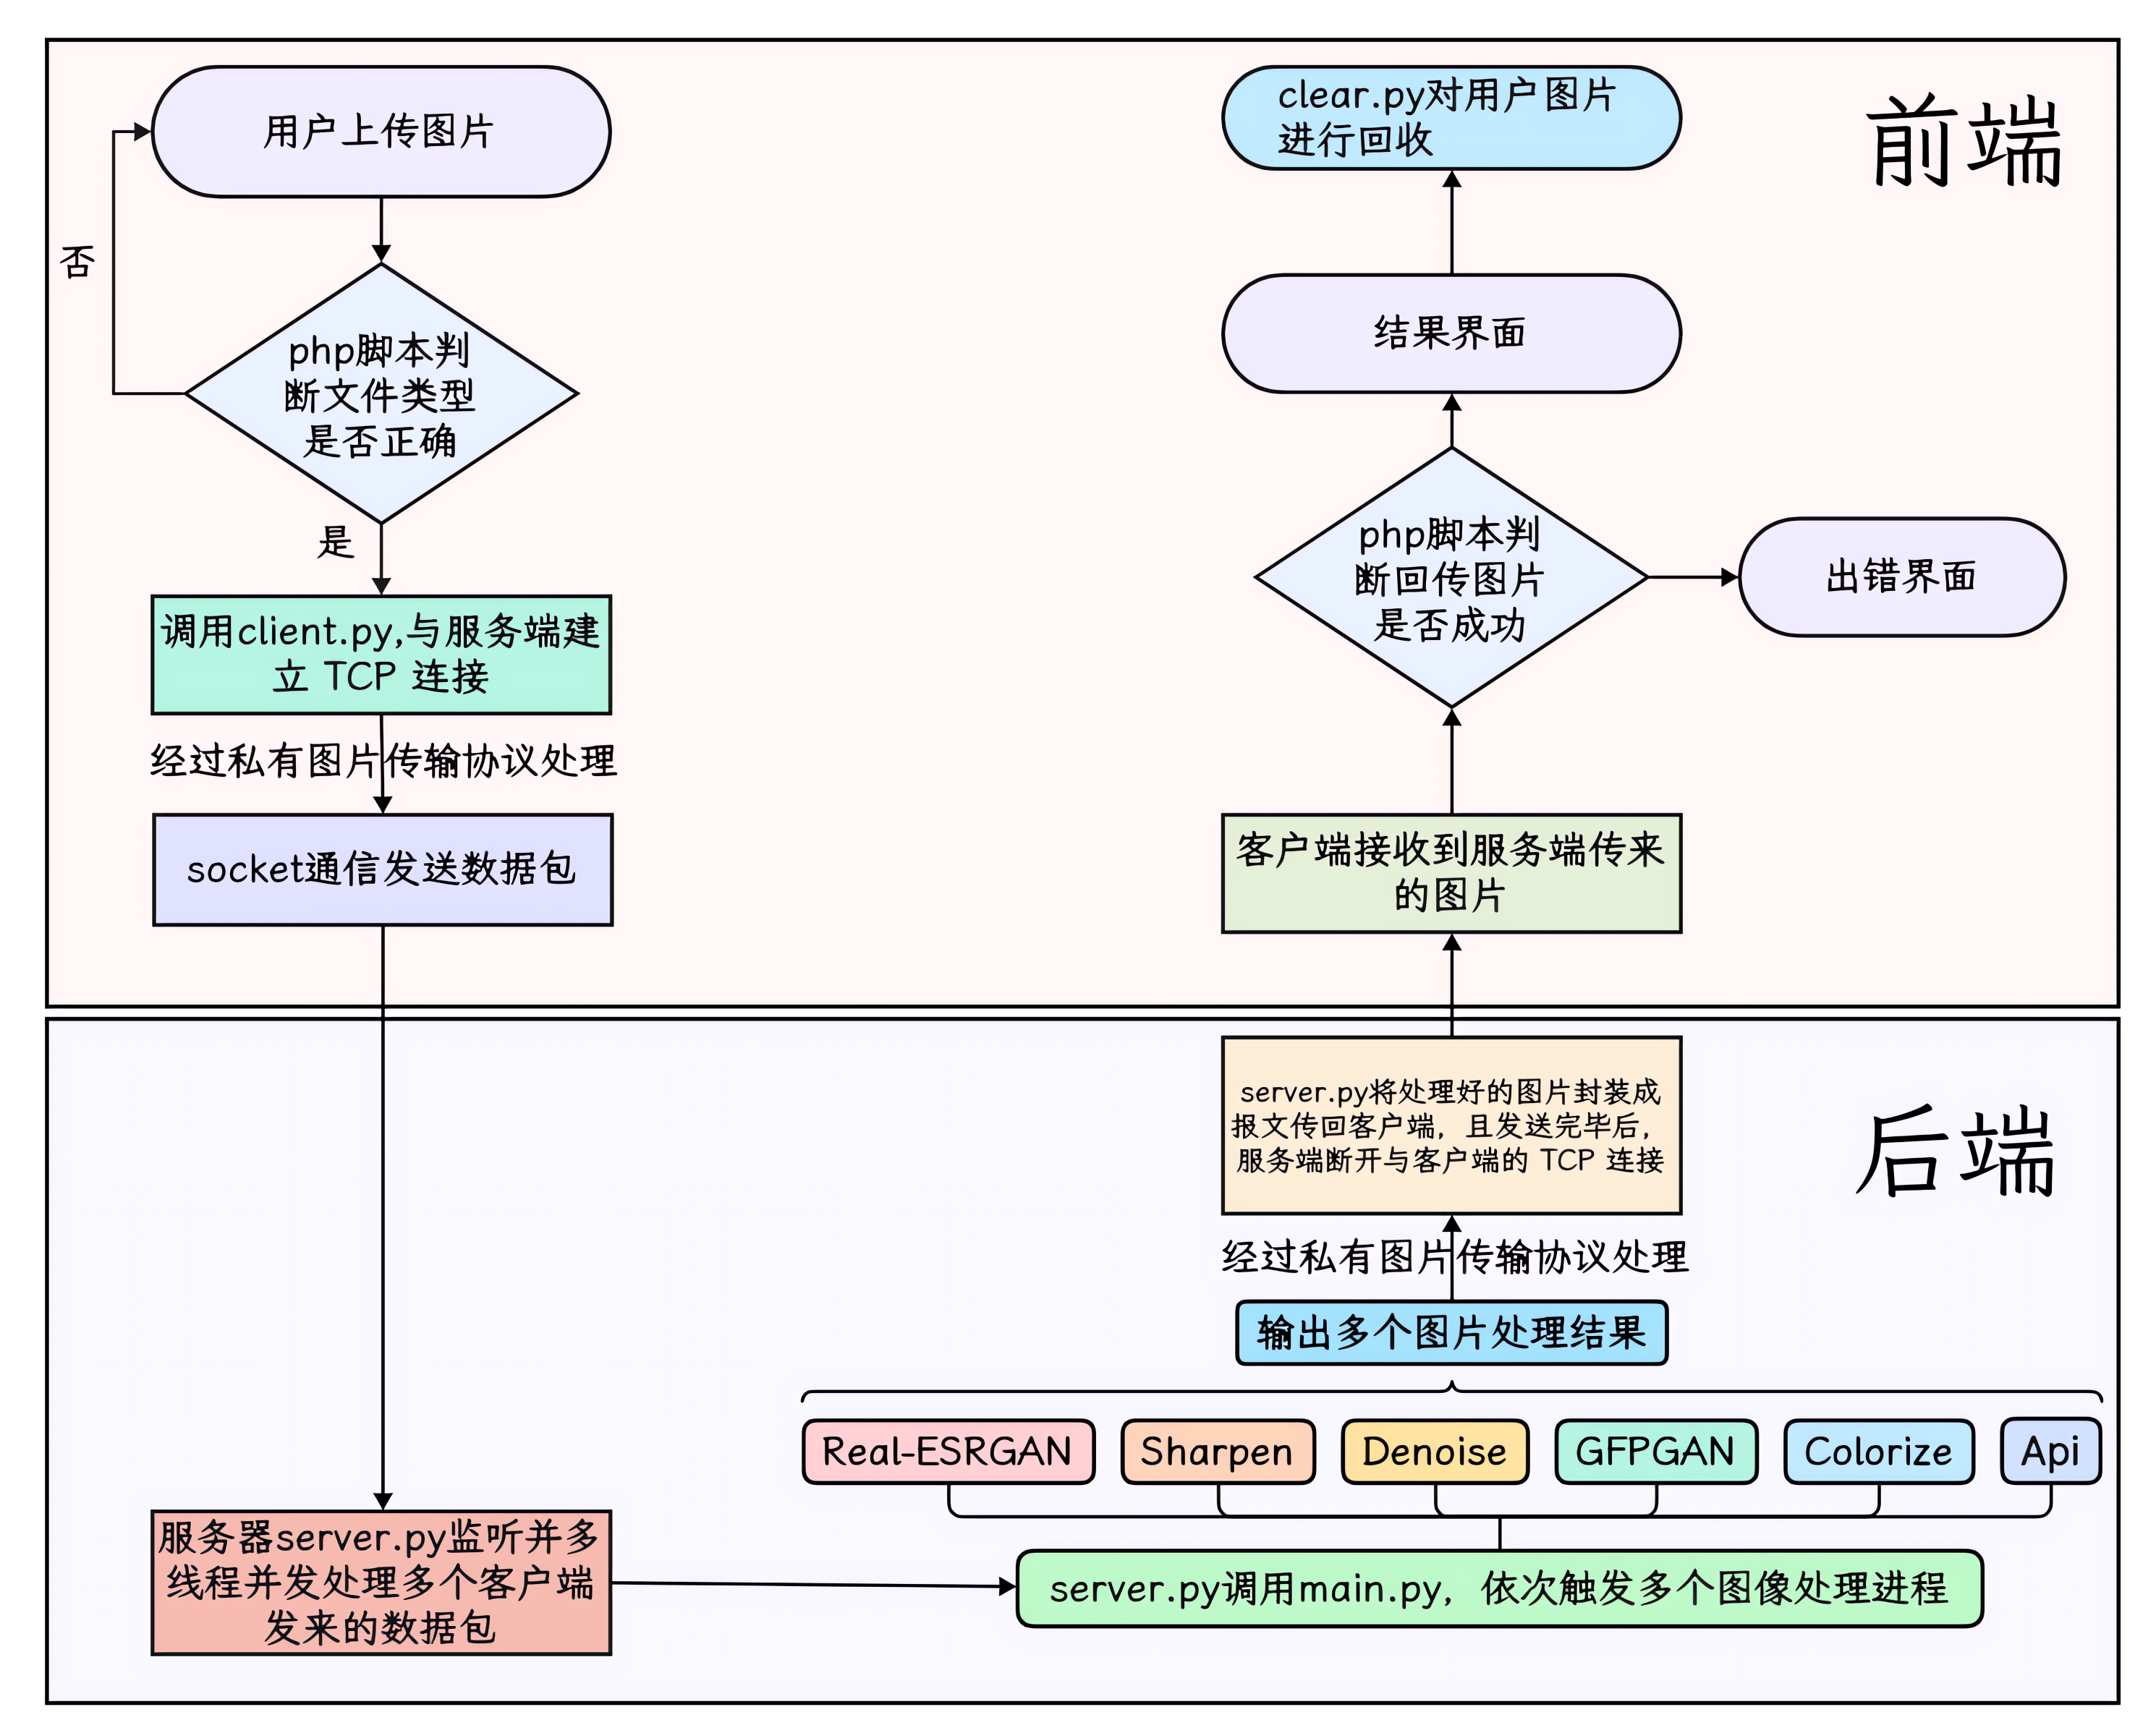 前端
用户上传图片
否
php脚本判
断文件类型
是否正确
是
调用client.py,与服务端建
立 TCP 连接
经过私有图片传输协议处理
socket通信发送数据包
clear.py对用户图片
进行回收
结果界面
php脚本判
断回传图片
是否成功
出错界面
客户端接收到服务端传来
的图片
后端
server.py将处理好的图片封装成
报文传回客户端，且发送完毕后，
服务端断开与客户端的 TCP 连接
经过私有图片传输协议处理
输出多个图片处理结果
Real-ESRGAN
Sharpen
Denoise
GFPGAN
Colorize
Api
服务器server.py监听并多
线程并发处理多个客户端
发来的数据包
server.py调用main.py，依次触发多个图像处理进程